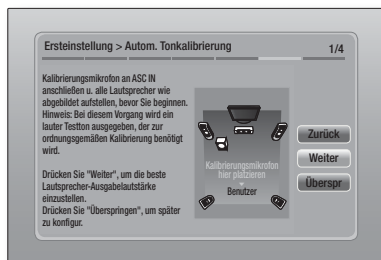 Ersteinstellung > Autom. Tonkalibrierung
1/4
Kalibrierungsmikrofon an ASC IN
anschließen u. alle Lautsprecher wie
abgebildet aufstellen, bevor Sie beginnen.
Hinweis: Bei diesem Vorgang wird ein
lauter Testton ausgegeben, der zur
ordnungsgemäßen Kalibrierung benötigt
wird.
Drücken Sie "Weiter", um die beste
Lautsprecher-Ausgabelautstärke
einzustellen.
Drücken Sie "Überspringen", um später
zu konfigur.
Kalibrierungsmikrofon
hier platzieren
Benutzer
Zurück
Weiter
Überspr